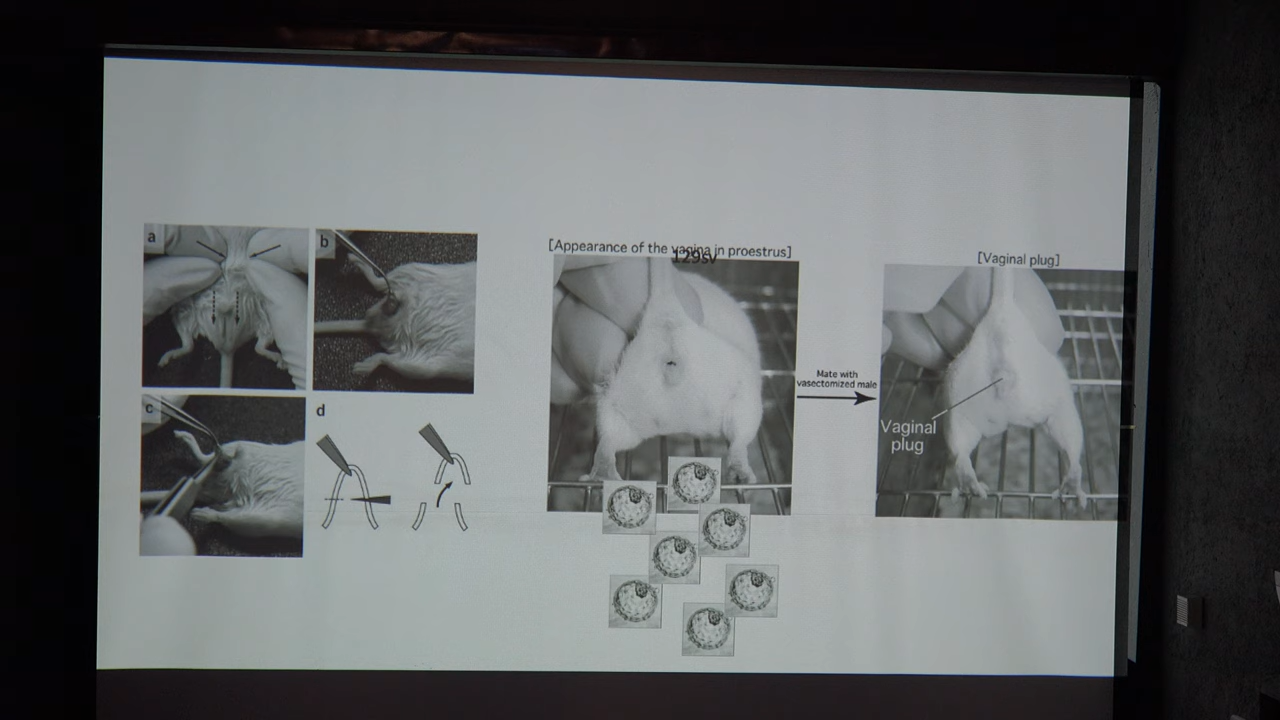 a
b
c
d
[Appearance of the vagina in proestrus]
129sv
Mate with
vasectomized male
[Vaginal plug]
Vaginal
plug